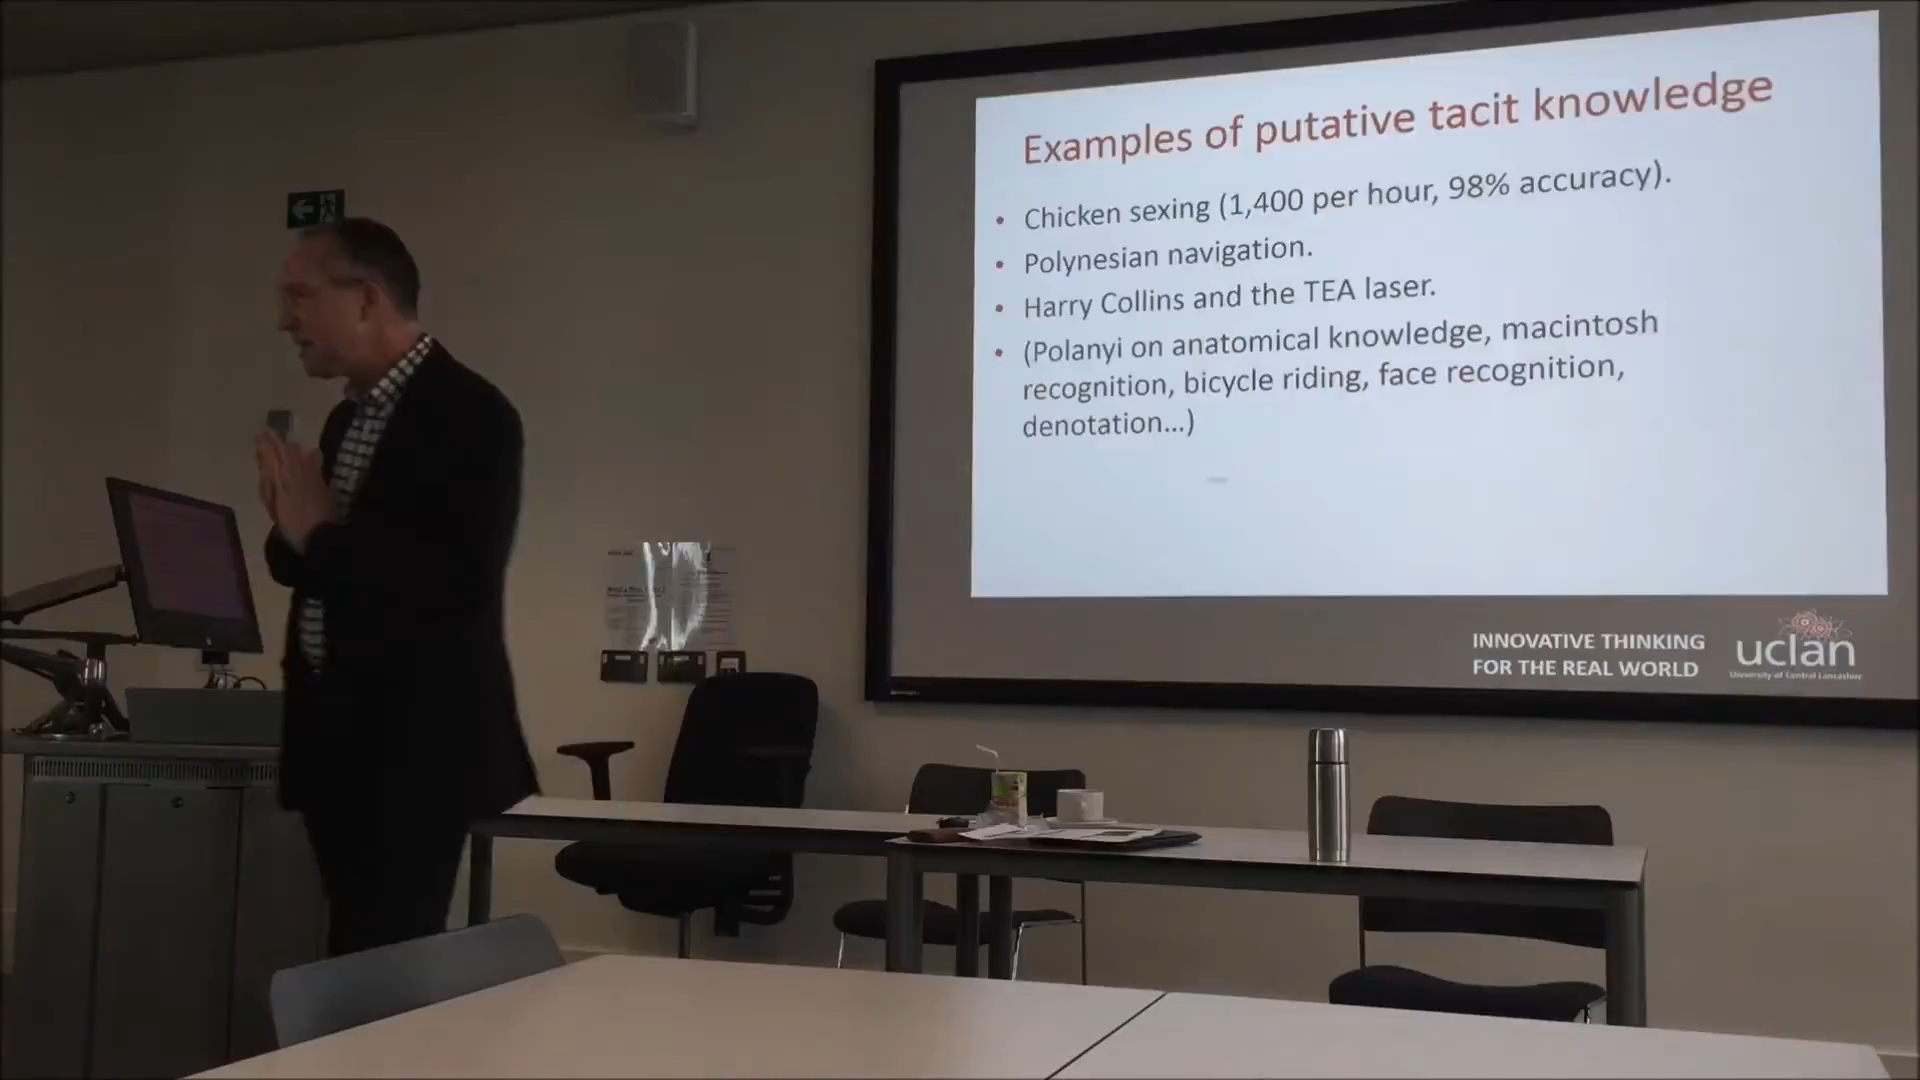 Examples of putative tacit knowledge
• Chicken sexing (1,400 per hour, 98% accuracy).
• Polynesian navigation.
• Harry Collins and the TEA laser.
• (Polanyi on anatomical knowledge, macintosh
recognition, bicycle riding, face recognition,
denotation...)
INNOVATIVE THINKING
FOR THE REAL WORLD
uclan
University of Central Lancashire